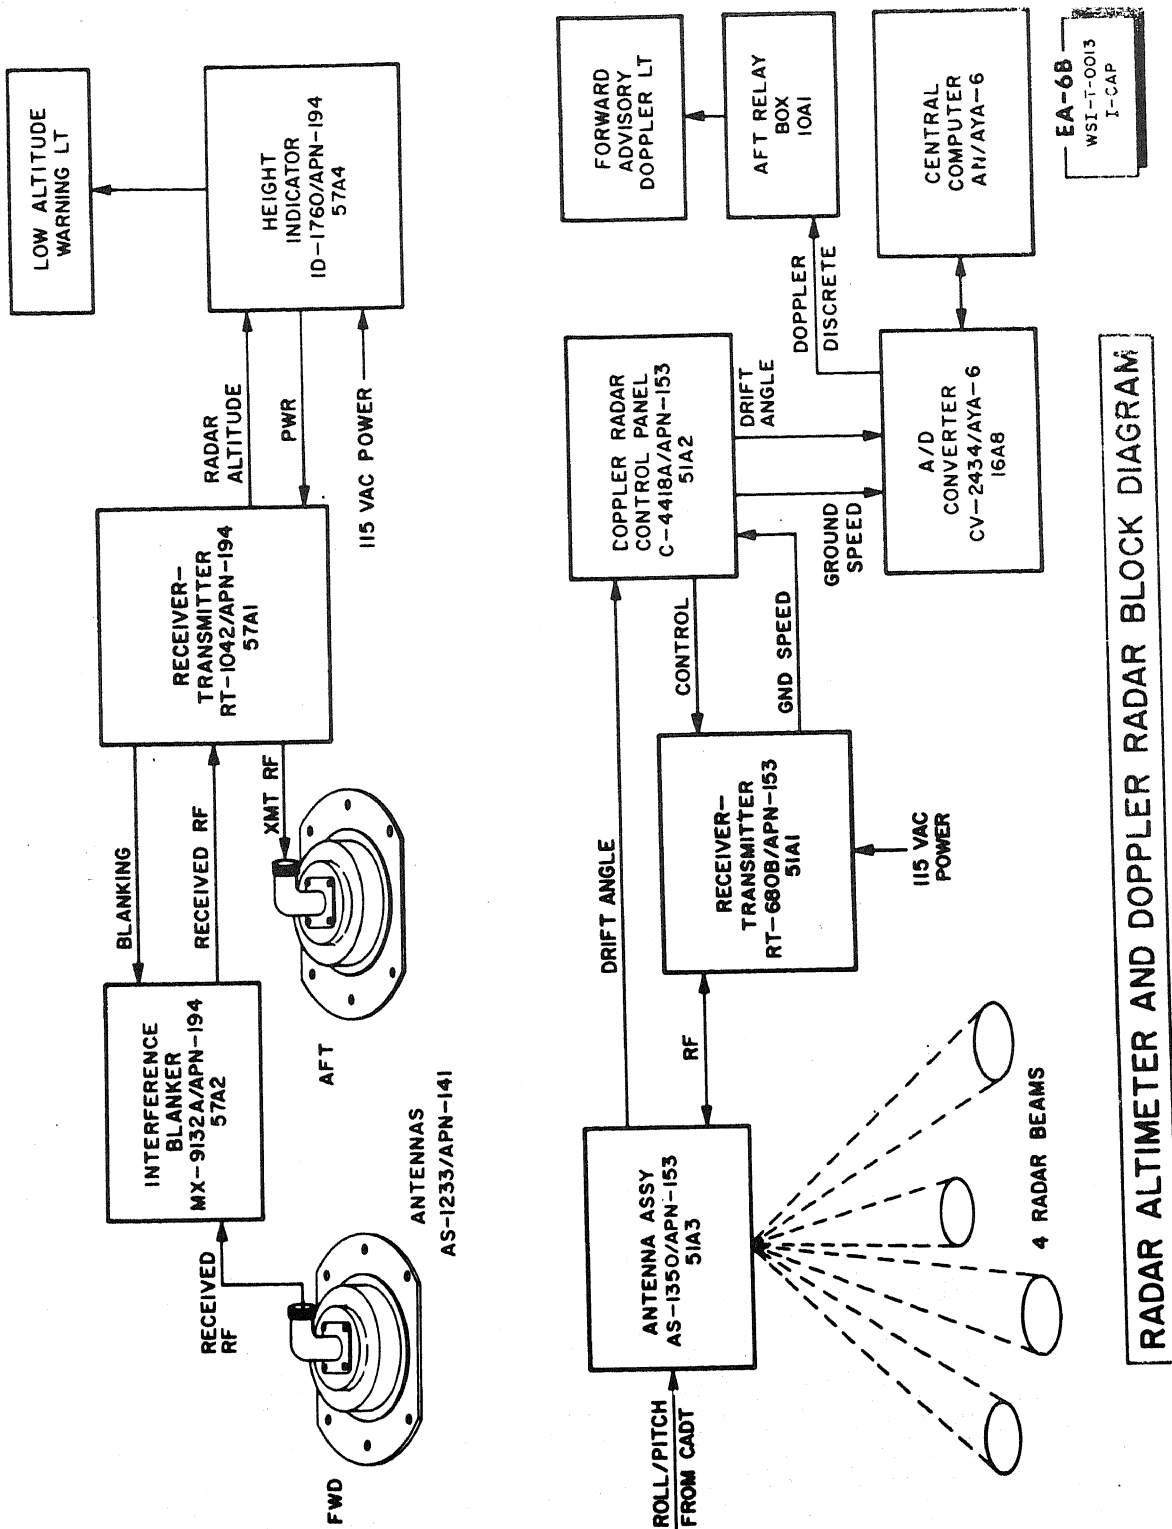 LOW ALTITUDE
WARNING LT
HEIGHT
INDICATOR
ID-1760/APN-194
57A4
RADAR
ALTITUDE
PWR
115 VAC POWER
RECEIVER-
TRANSMITTER
RT-1042/APN-194
57A1
BLANKING
RECEIVED RF
XMT RF
INTERFERENCE
BLANKER
MX-9132A/APN-194
57A2
AFT
RECEIVED
RF
FWD
ANTENNAS
AS-1233/APN-141
FORWARD
ADVISORY
DOPPLER LT
AFT RELAY
BOX
10A1
CENTRAL
COMPUTER
AN/AYA-6
DOPPLER
DISCRETE
DOPPLER RADAR
CONTROL PANEL
C-4418A/APN-153
51A2
DRIFT
ANGLE
GROUND
SPEED
A/D
CONVERTER
CV-2434/AYA-6
16A8
DRIFT ANGLE
CONTROL
GND SPEED
RECEIVER-
TRANSMITTER
RT-680B/APN-153
51A1
115 VAC
POWER
RF
ANTENNA ASSY
AS-1350/APN-153
51A3
ROLL/PITCH
FROM CADT
4 RADAR BEAMS
EA-6B
WSI-T-0013
I-CAP
RADAR ALTIMETER AND DOPPLER RADAR BLOCK DIAGRAM